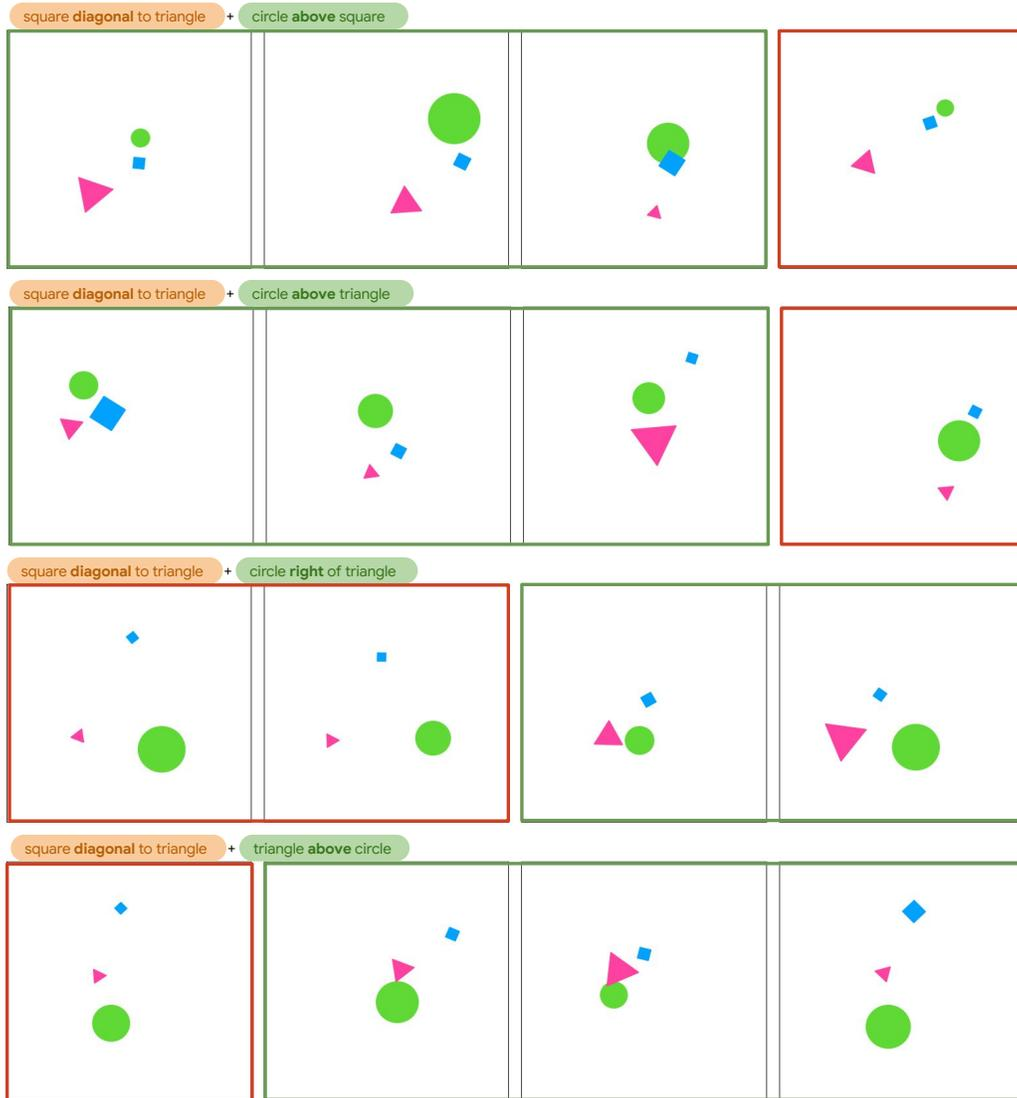 square diagonal to triangle + circle above square
square diagonal to triangle + circle above triangle
square diagonal to triangle + circle right of triangle
square diagonal to triangle + triangle above circle